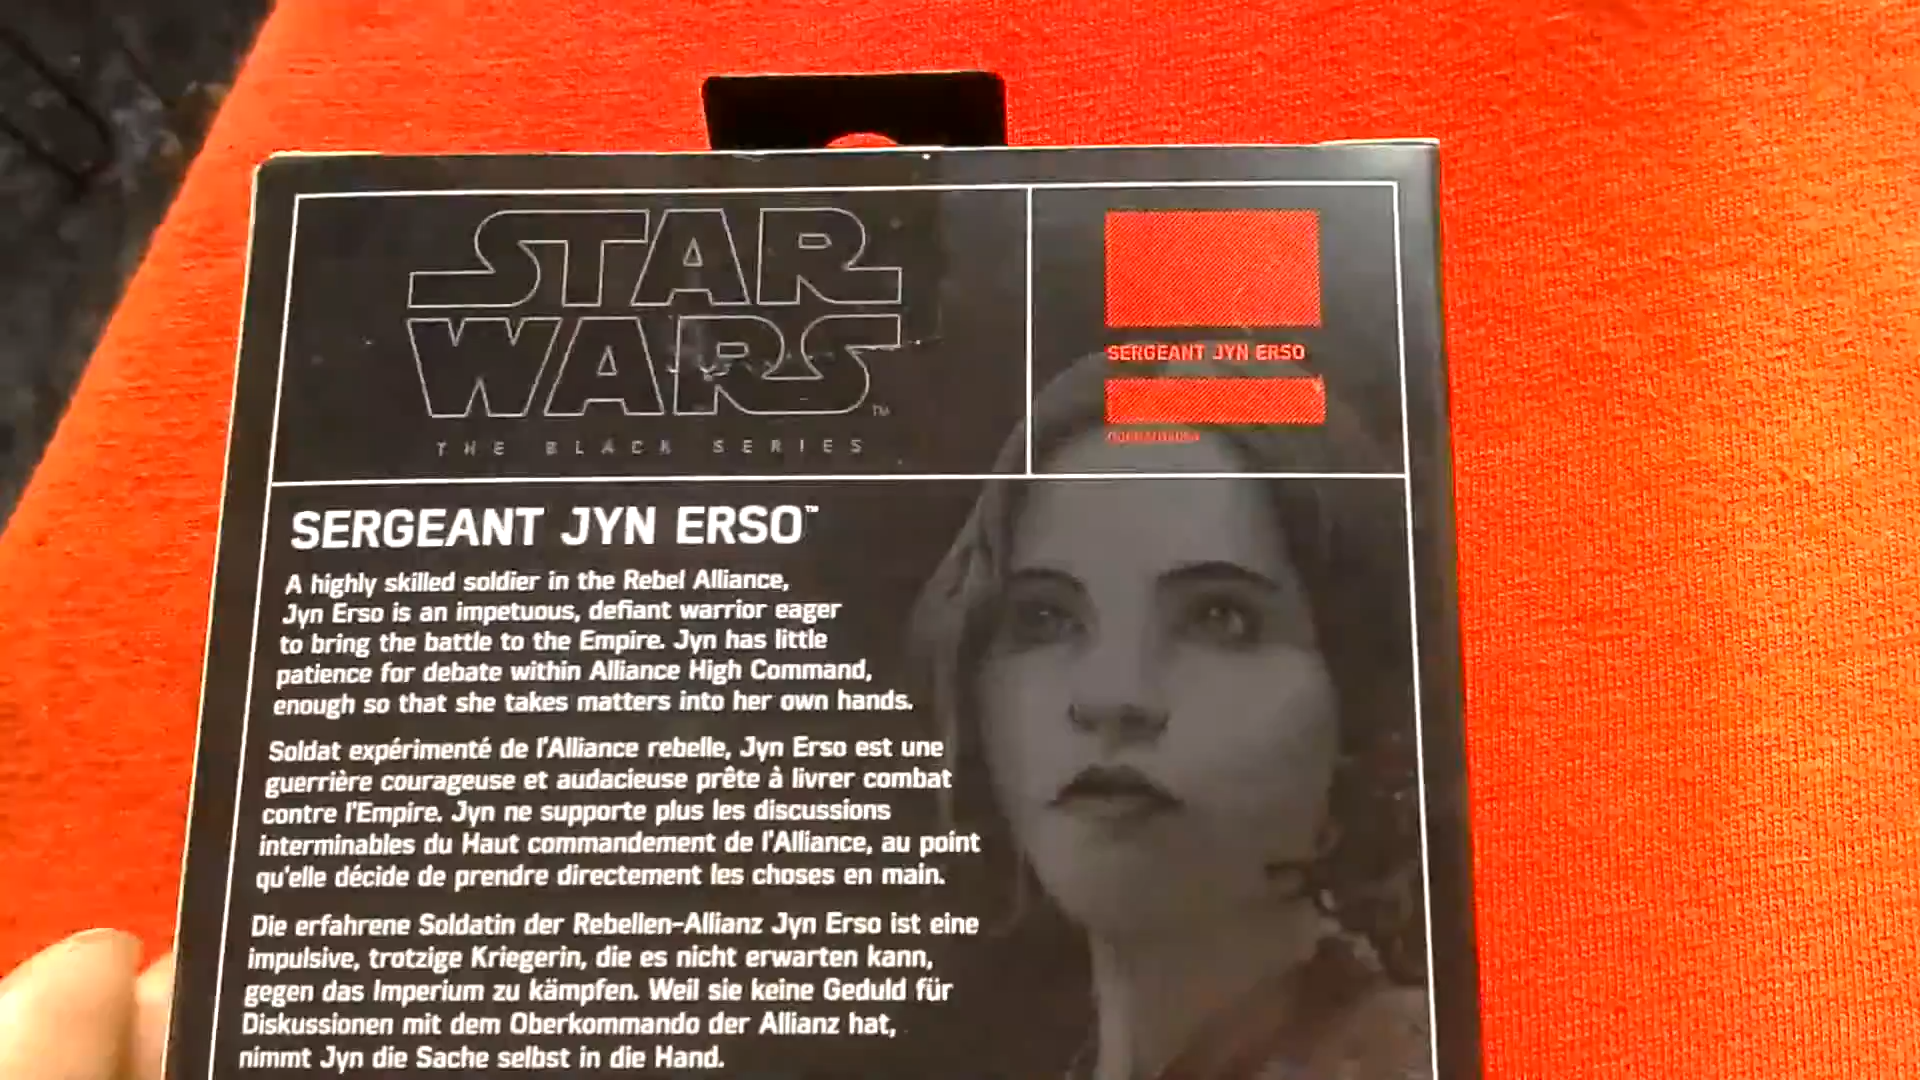 STAR
WARS™
THE BLACK SERIES
SERGEANT JYN ERSO
SERGEANT JYN ERSO™
A highly skilled soldier in the Rebel Alliance,
Jyn Erso is an impetuous, defiant warrior eager
to bring the battle to the Empire. Jyn has little
patience for debate within Alliance High Command,
enough so that she takes matters into her own hands.
Soldat expérimenté de l'Alliance rebelle, Jyn Erso est une
guerrière courageuse et audacieuse prête à livrer combat
contre l'Empire. Jyn ne supporte plus les discussions
interminables du Haut commandement de l'Alliance, au point
qu'elle décide de prendre directement les choses en main.
Die erfahrene Soldatin der Rebellen-Allianz Jyn Erso ist eine
impulsive, trotzige Kriegerin, die es nicht erwarten kann,
gegen das Imperium zu kämpfen. Weil sie keine Geduld für
Diskussionen mit dem Oberkommando der Allianz hat,
nimmt Jyn die Sache selbst in die Hand.